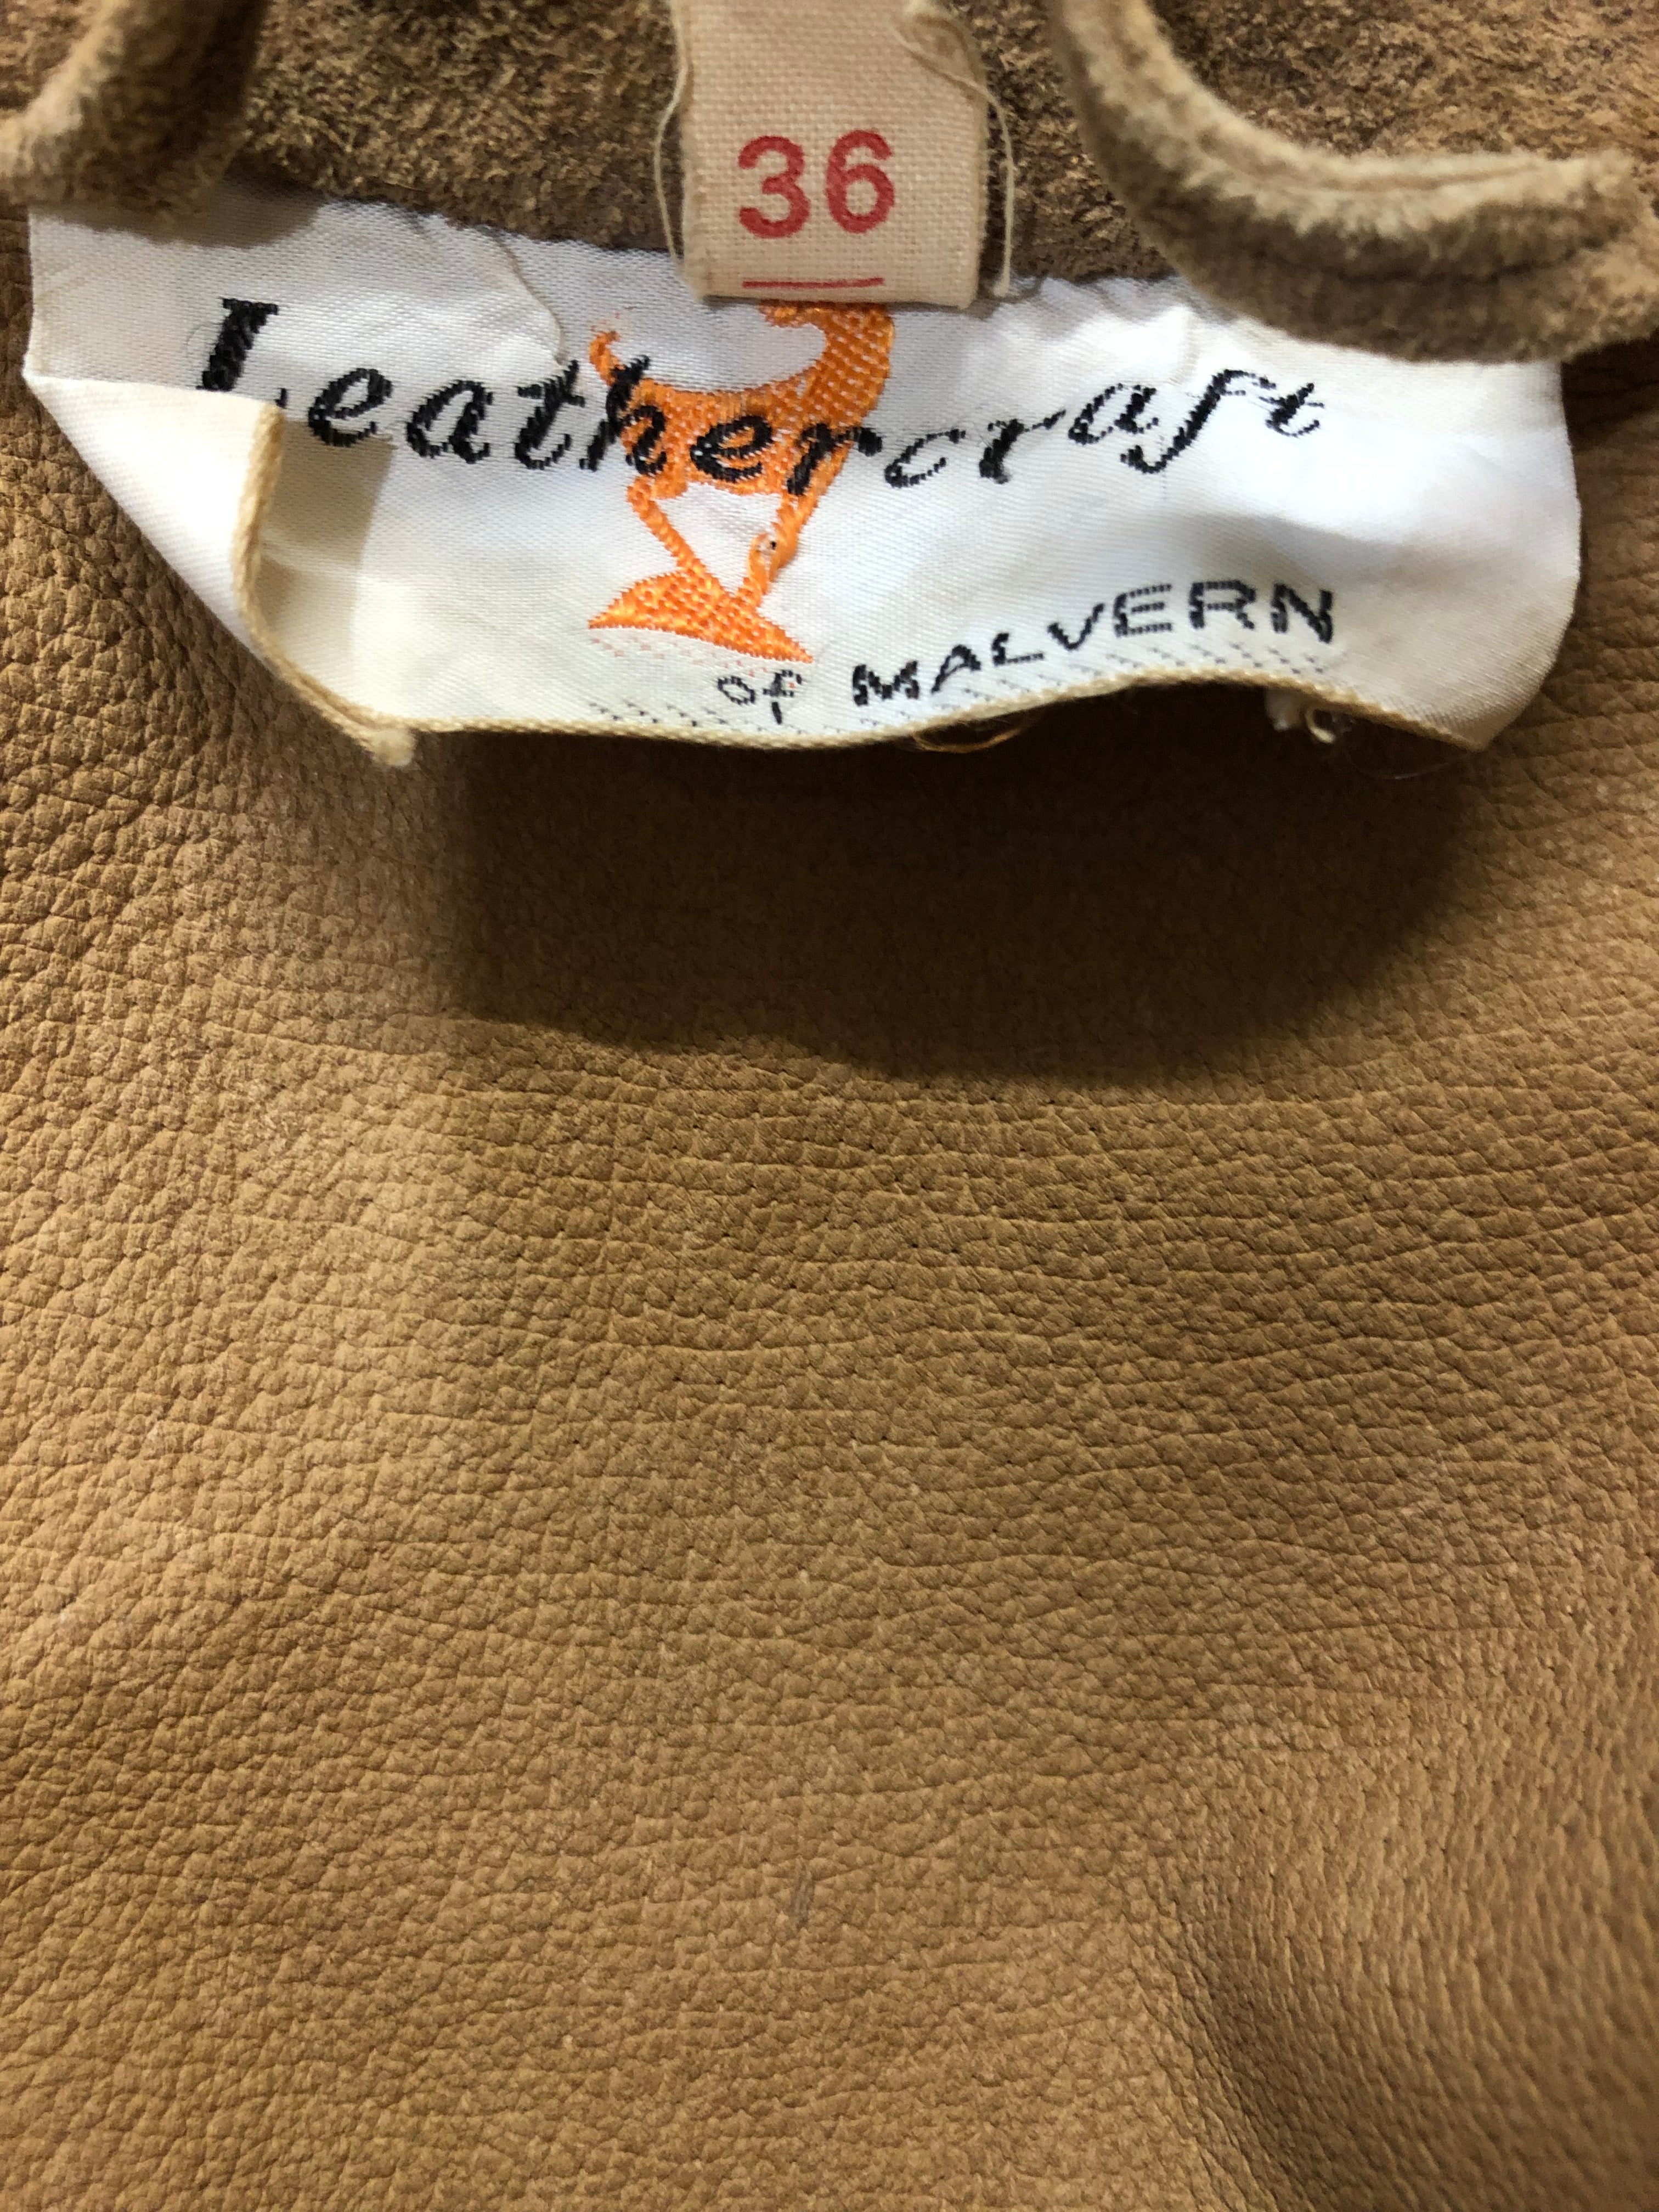 36
Leathercraft
OF MALVERN